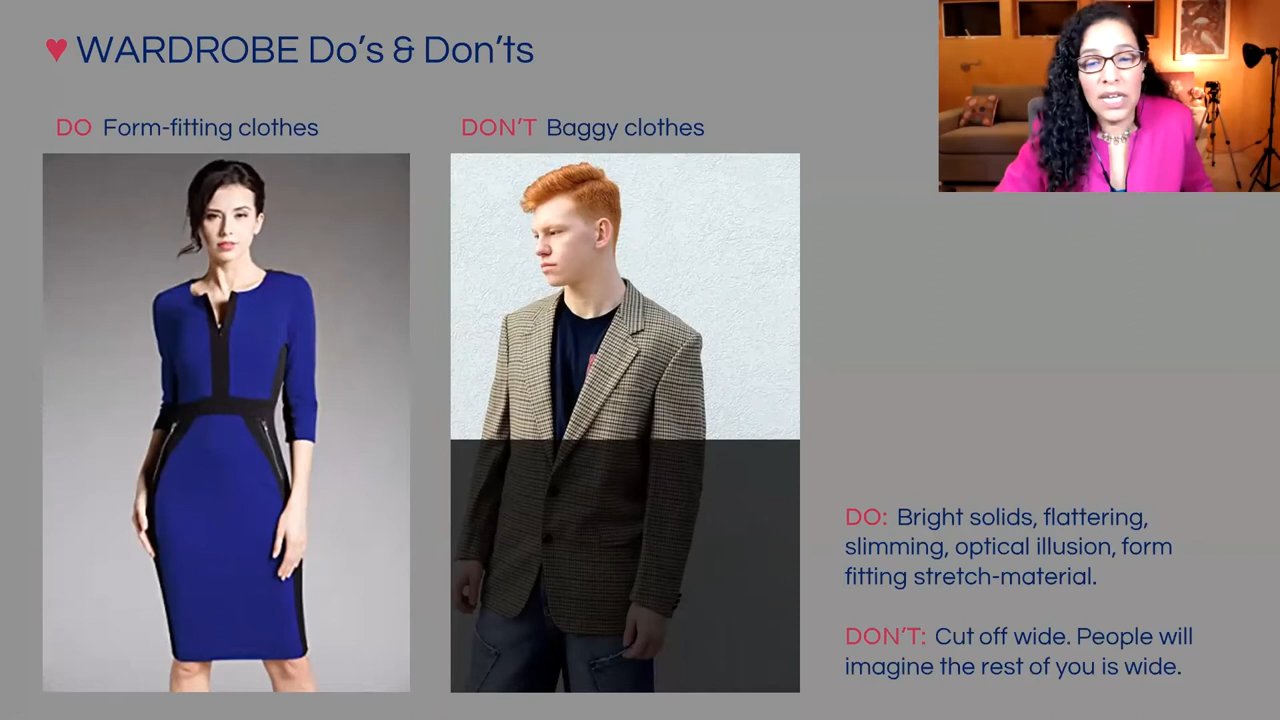 ♥ WARDROBE Do's & Don'ts
DO Form-fitting clothes
DON'T Baggy clothes
DO: Bright solids, flattering,
slimming, optical illusion, form
fitting stretch-material.
DON'T: Cut off wide. People will
imagine the rest of you is wide.